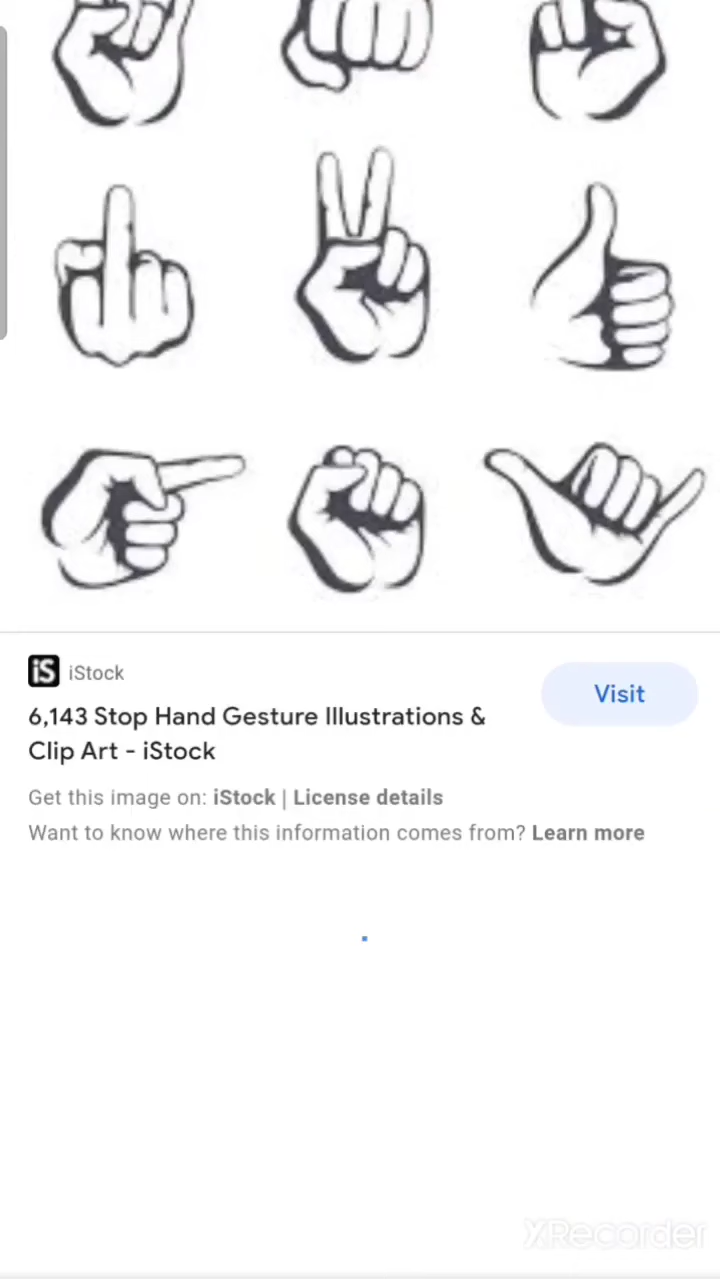 iS iStock
Visit
6,143 Stop Hand Gesture Illustrations &
Clip Art - iStock
Get this image on: iStock | License details
Want to know where this information comes from? Learn more
XRecorder